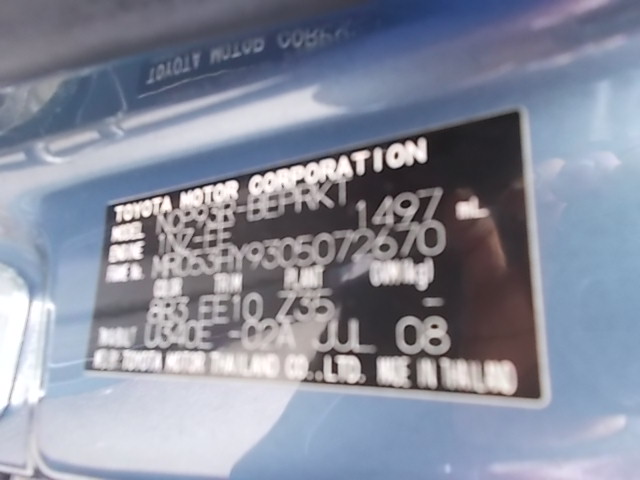 TOYOTA MOTOR CORPORATION
MODEL NCP93R-BEPRKT
ENGINE 1NZ-FE 1497 mL
FRAME No. MR053HY9305072670
COLOR TRIM PLANT GVM(kg)
8R3 FE10 Z35 -
TRANS/AXLE U340E -02A JUL 08
TOYOTA MOTOR THAILAND CO.,LTD. MADE IN THAILAND